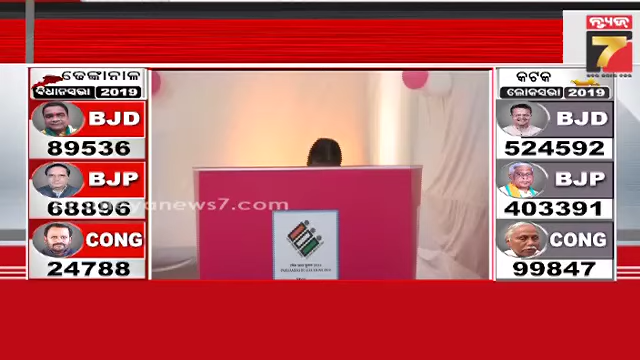 ନ୍ୟୁଜ୍
7
ଢେଙ୍କାନାଳ
ବିଧାନସଭା 2019
BJD
89536
BJP
68896
CONG
24788
news7.com
କଟକ
ଲୋକସଭା 2019
BJD
524592
BJP
403391
CONG
99847